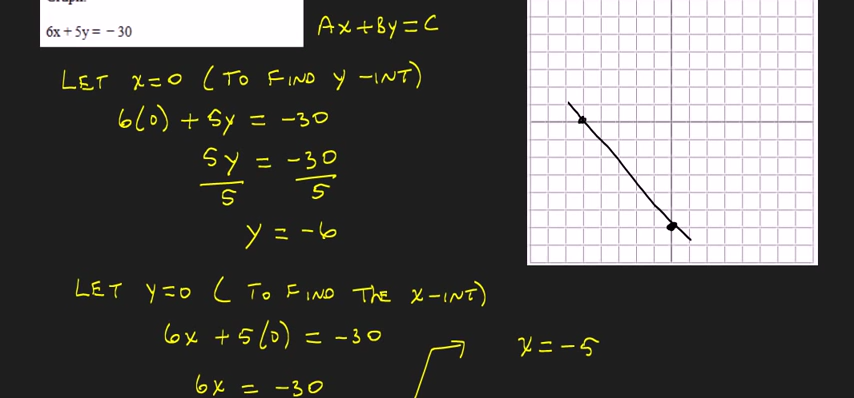 Graph:
6x + 5y = - 30
Ax+By=C
LET x=0 (TO FIND Y-INT)
6(0) + 5y = -30
5y = -30
5 5
y = -6
LET Y=0 ( TO FIND THE X-INT)
6x + 5(0) = -30
6x = -30
x = -5